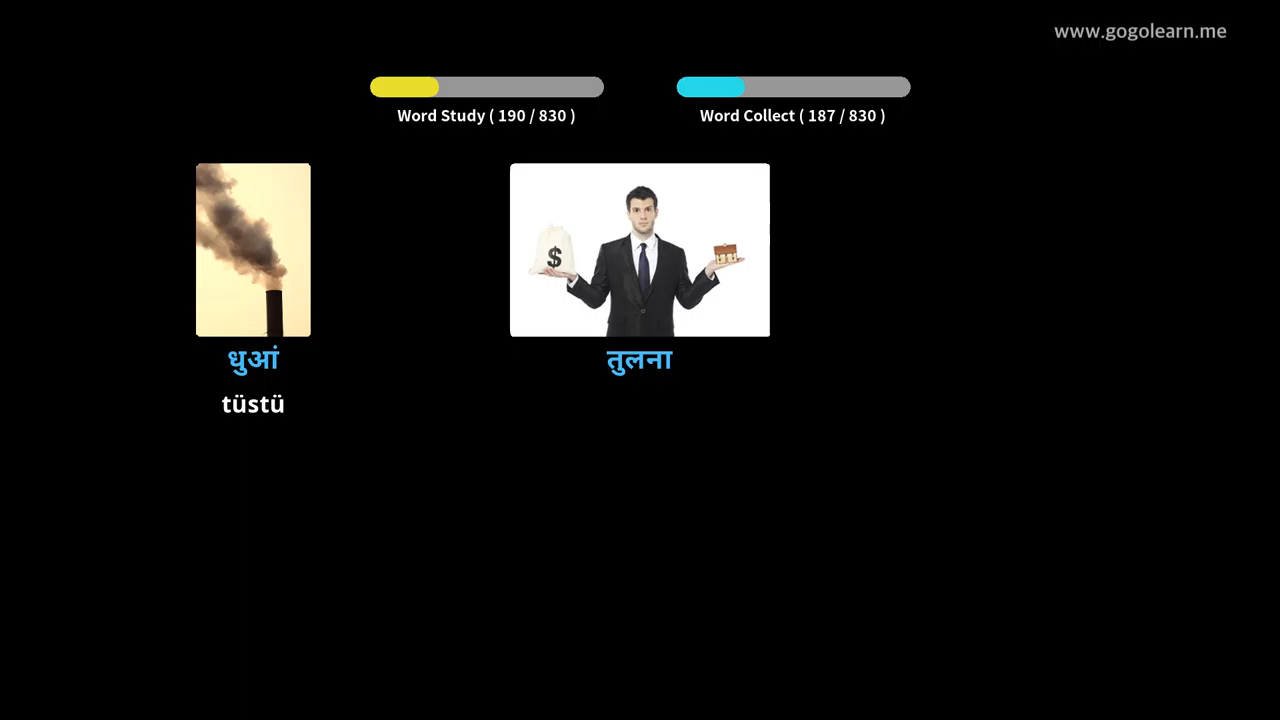 www.gogolearn.me
Word Study ( 190 / 830 )
Word Collect ( 187 / 830 )
$
धुआं
तुलना
tüstü